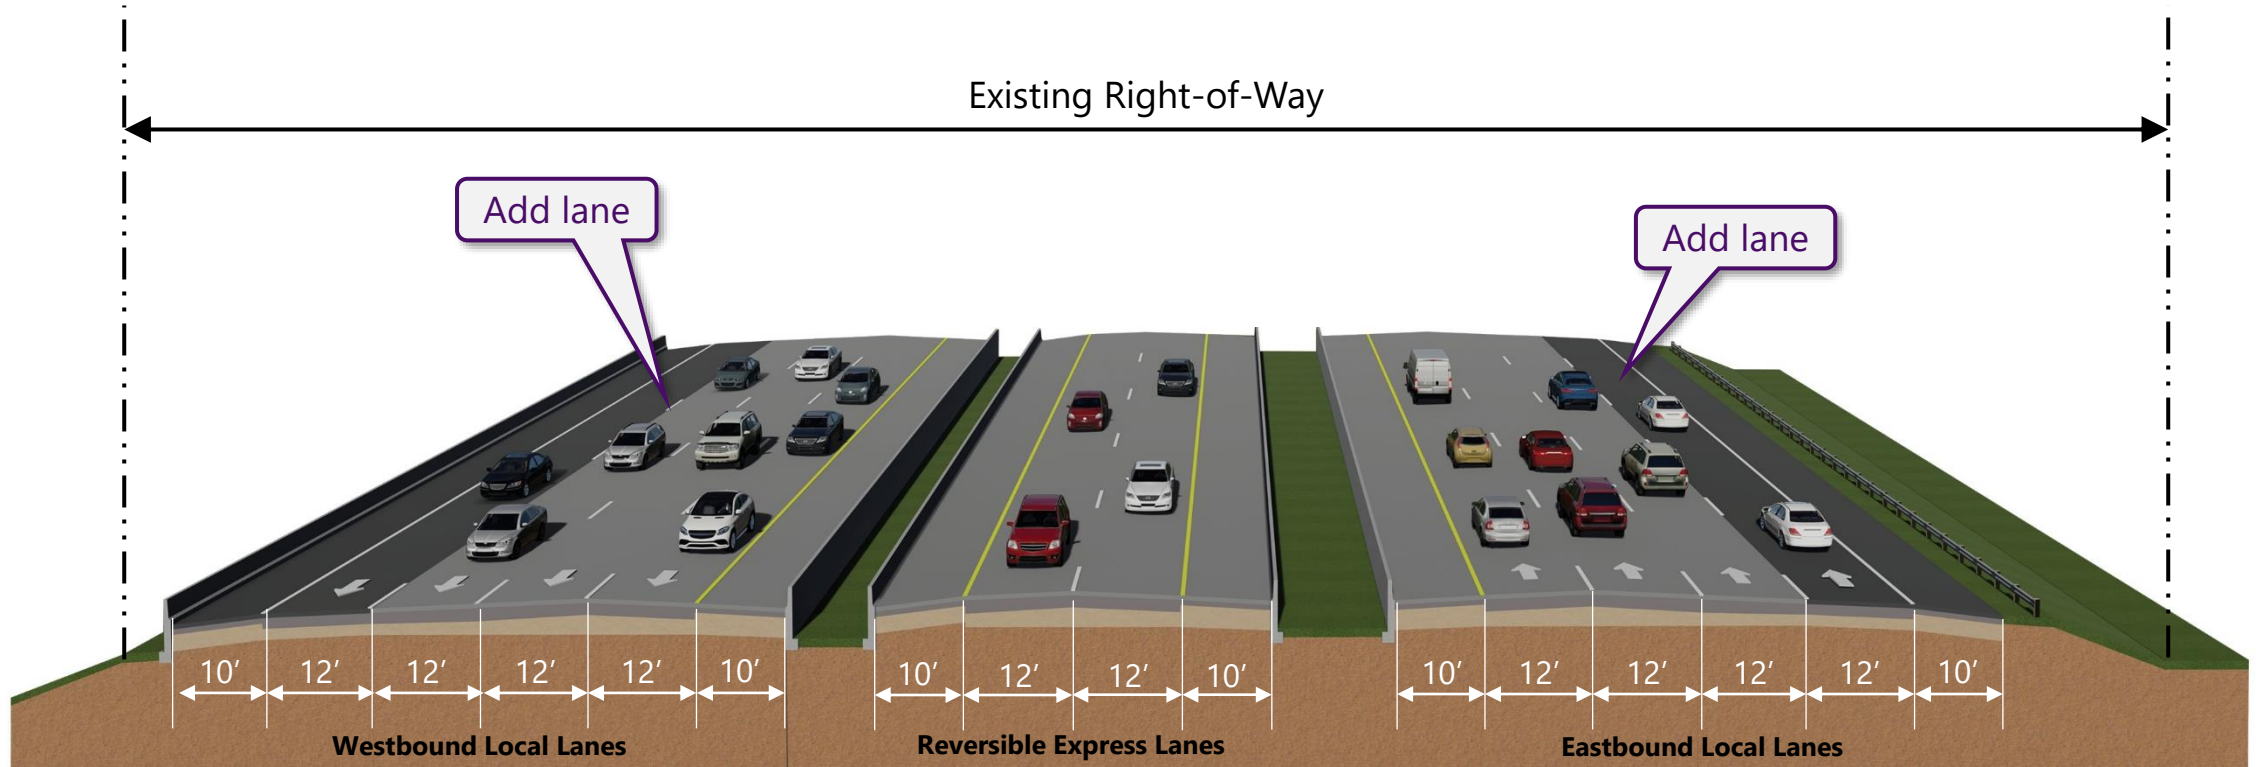 Existing Right-of-Way
Add lane
Add lane
10’ 12’ 12’ 12’ 12’ 10’ 10’ 12’ 12’ 10’ 10’ 12’ 12’ 12’ 12’ 10’
Westbound Local Lanes Reversible Express Lanes Eastbound Local Lanes